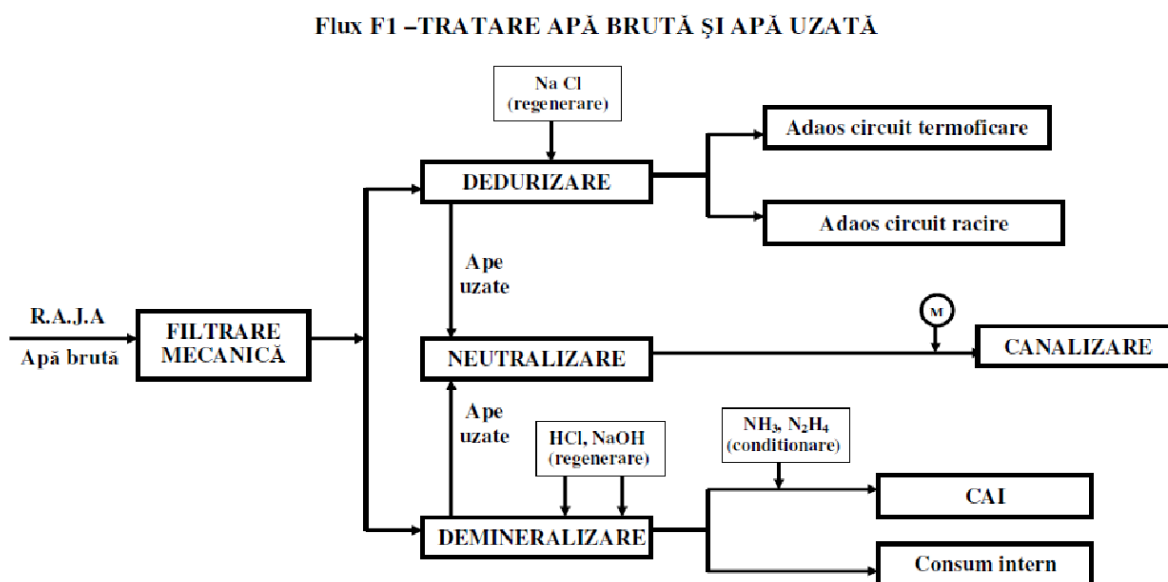 Flux F1 –TRATARE APĂ BRUTĂ ŞI APĂ UZATĂ
Na Cl
(regenerare)
Adaos circuit termoficare
DEDURIZARE
Adaos circuit racire
Ape
uzate
R.A.J.A
Apă brută
FILTRARE
MECANICĂ
NEUTRALIZARE
M
CANALIZARE
Ape
uzate
HCl, NaOH
(regenerare)
NH₃, N₂H₄
(conditionare)
CAI
DEMINERALIZARE
Consum intern